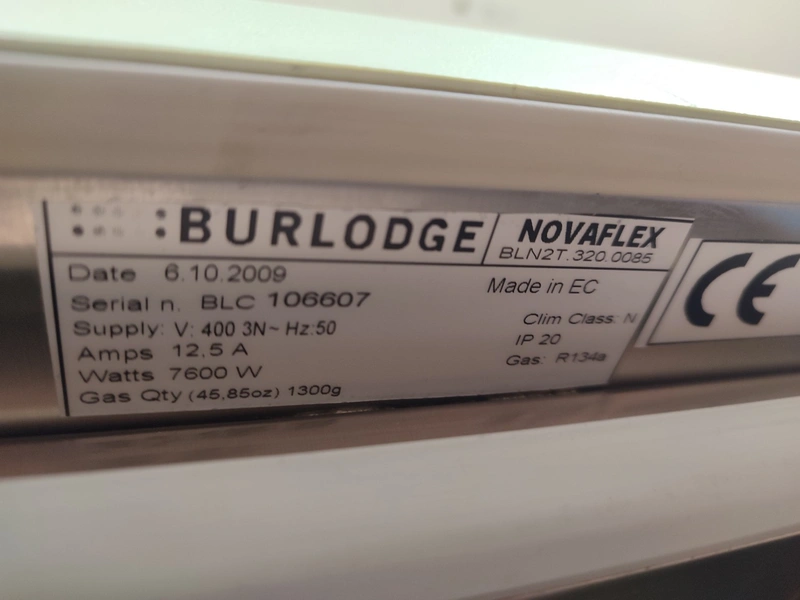 BURLODGE NOVAFLEX
BLN2T.320.0085
Date 6.10.2009
Made in EC
Serial n. BLC 106607
Supply: V: 400 3N~ Hz:50
Clim Class: N
Amps 12,5 A
IP 20
Watts 7600 W
Gas: R134a
Gas Qty (45,85oz) 1300g
CE